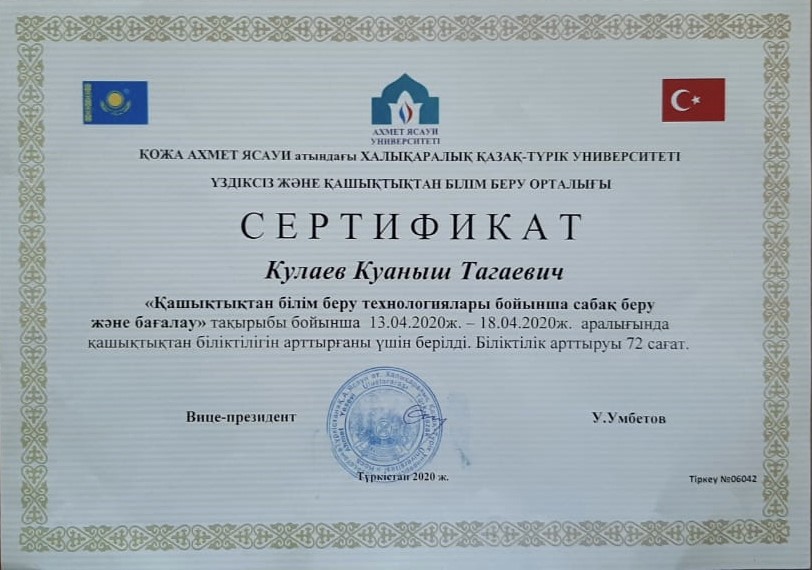 АХМЕТ ЯСАУИ
УНИВЕРСИТЕТІ
ҚОЖА АХМЕТ ЯСАУИ атындағы ХАЛЫҚАРАЛЫҚ ҚАЗАҚ-ТҮРІК УНИВЕРСИТЕТІ
ҮЗДІКСІЗ ЖӘНЕ ҚАШЫҚТЫҚТАН БІЛІМ БЕРУ ОРТАЛЫҒЫ
СЕРТИФИКАТ
Кулаев Куаныш Тагаевич
«Қашықтықтан білім беру технологиялары бойынша сабақ беру
және бағалау» тақырыбы бойынша 13.04.2020ж. – 18.04.2020ж. аралығында
қашықтықтан біліктілігін арттырғаны үшін берілді. Біліктілік арттыруы 72 сағат.
Вице-президент
У.Умбетов
Түркістан 2020 ж.
Тіркеу №06042